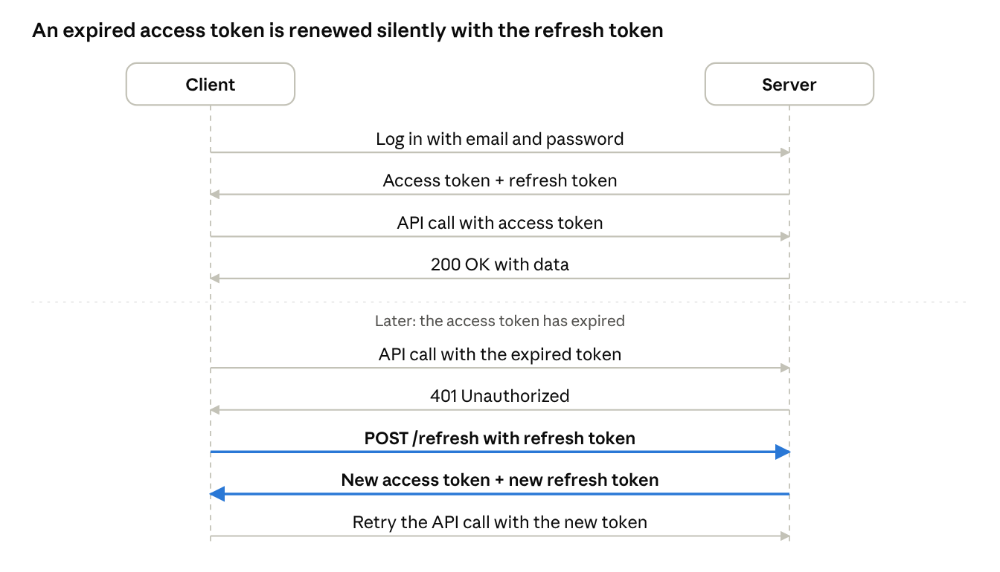 An expired access token is renewed silently with the refresh token
Client
Server
Log in with email and password
Access token + refresh token
API call with access token
200 OK with data
Later: the access token has expired
API call with the expired token
401 Unauthorized
POST /refresh with refresh token
New access token + new refresh token
Retry the API call with the new token